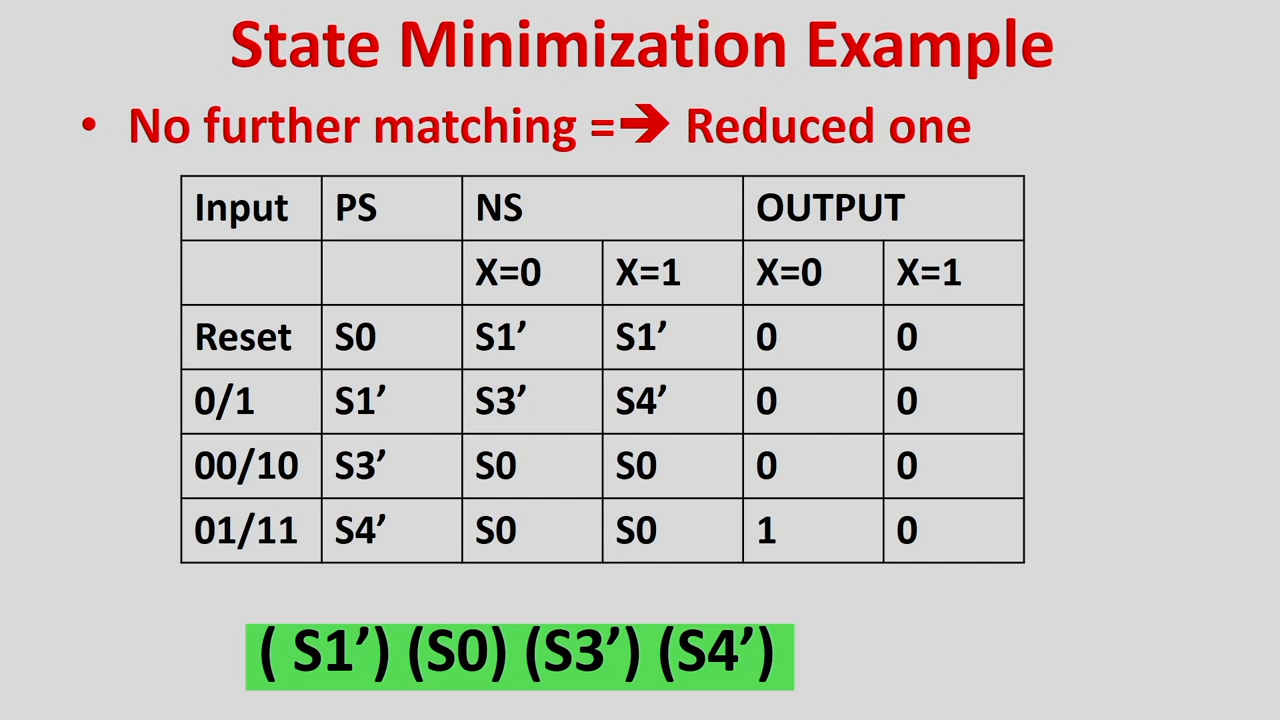 State Minimization Example
• No further matching =➔ Reduced one
Input PS NS OUTPUT
X=0 X=1 X=0 X=1
Reset S0 S1’ S1’ 0 0
0/1 S1’ S3’ S4’ 0 0
00/10 S3’ S0 S0 0 0
01/11 S4’ S0 S0 1 0
( S1’) (S0) (S3’) (S4’)